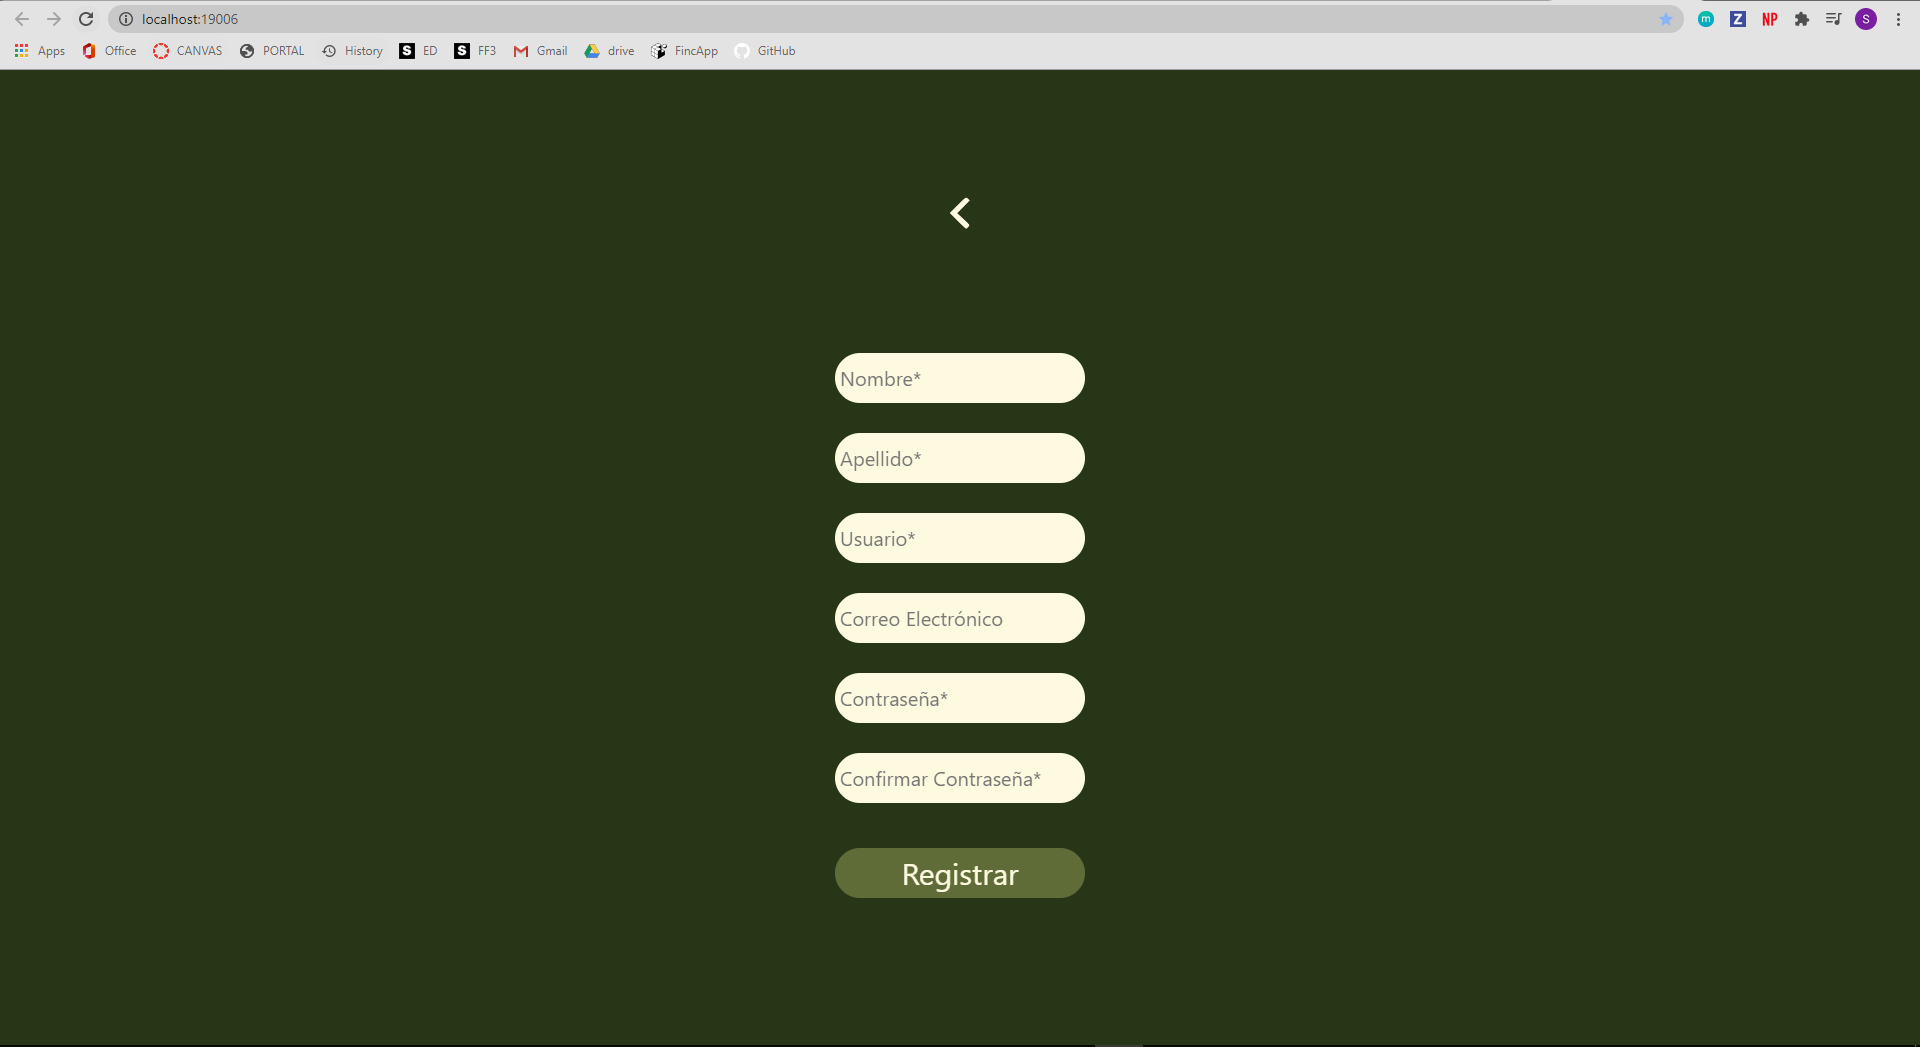 localhost:19006
S
Apps Office CANVAS PORTAL History S ED S FF3 Gmail drive FincApp GitHub
m Z NP
Nombre*
Apellido*
Usuario*
Correo Electrónico
Contraseña*
Confirmar Contraseña*
Registrar